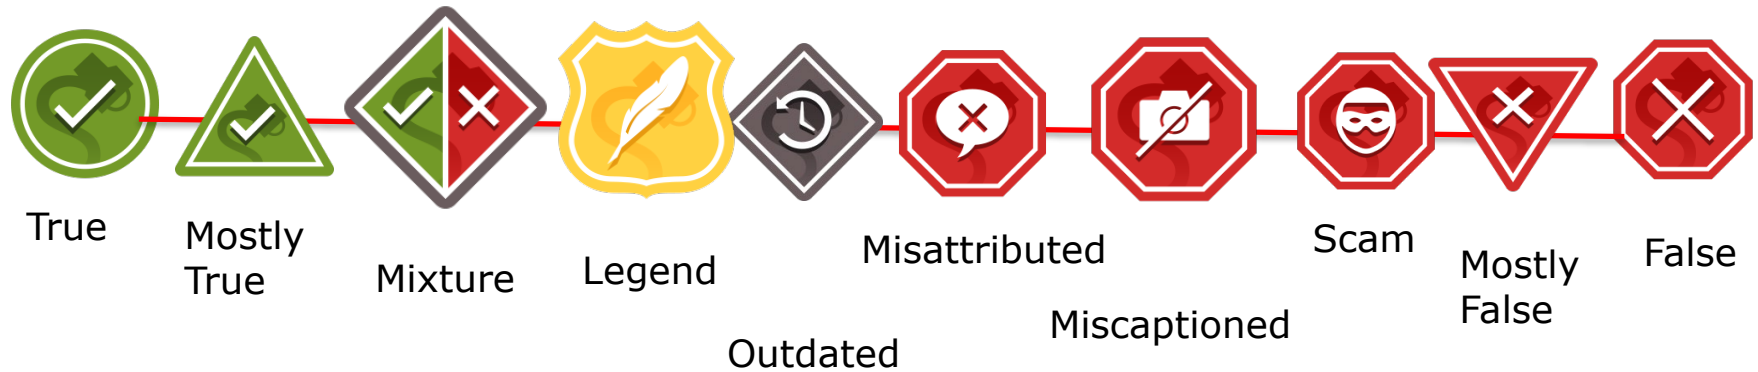 True
Mostly
True
Mixture
Legend
Outdated
Misattributed
Miscaptioned
Scam
Mostly
False
False